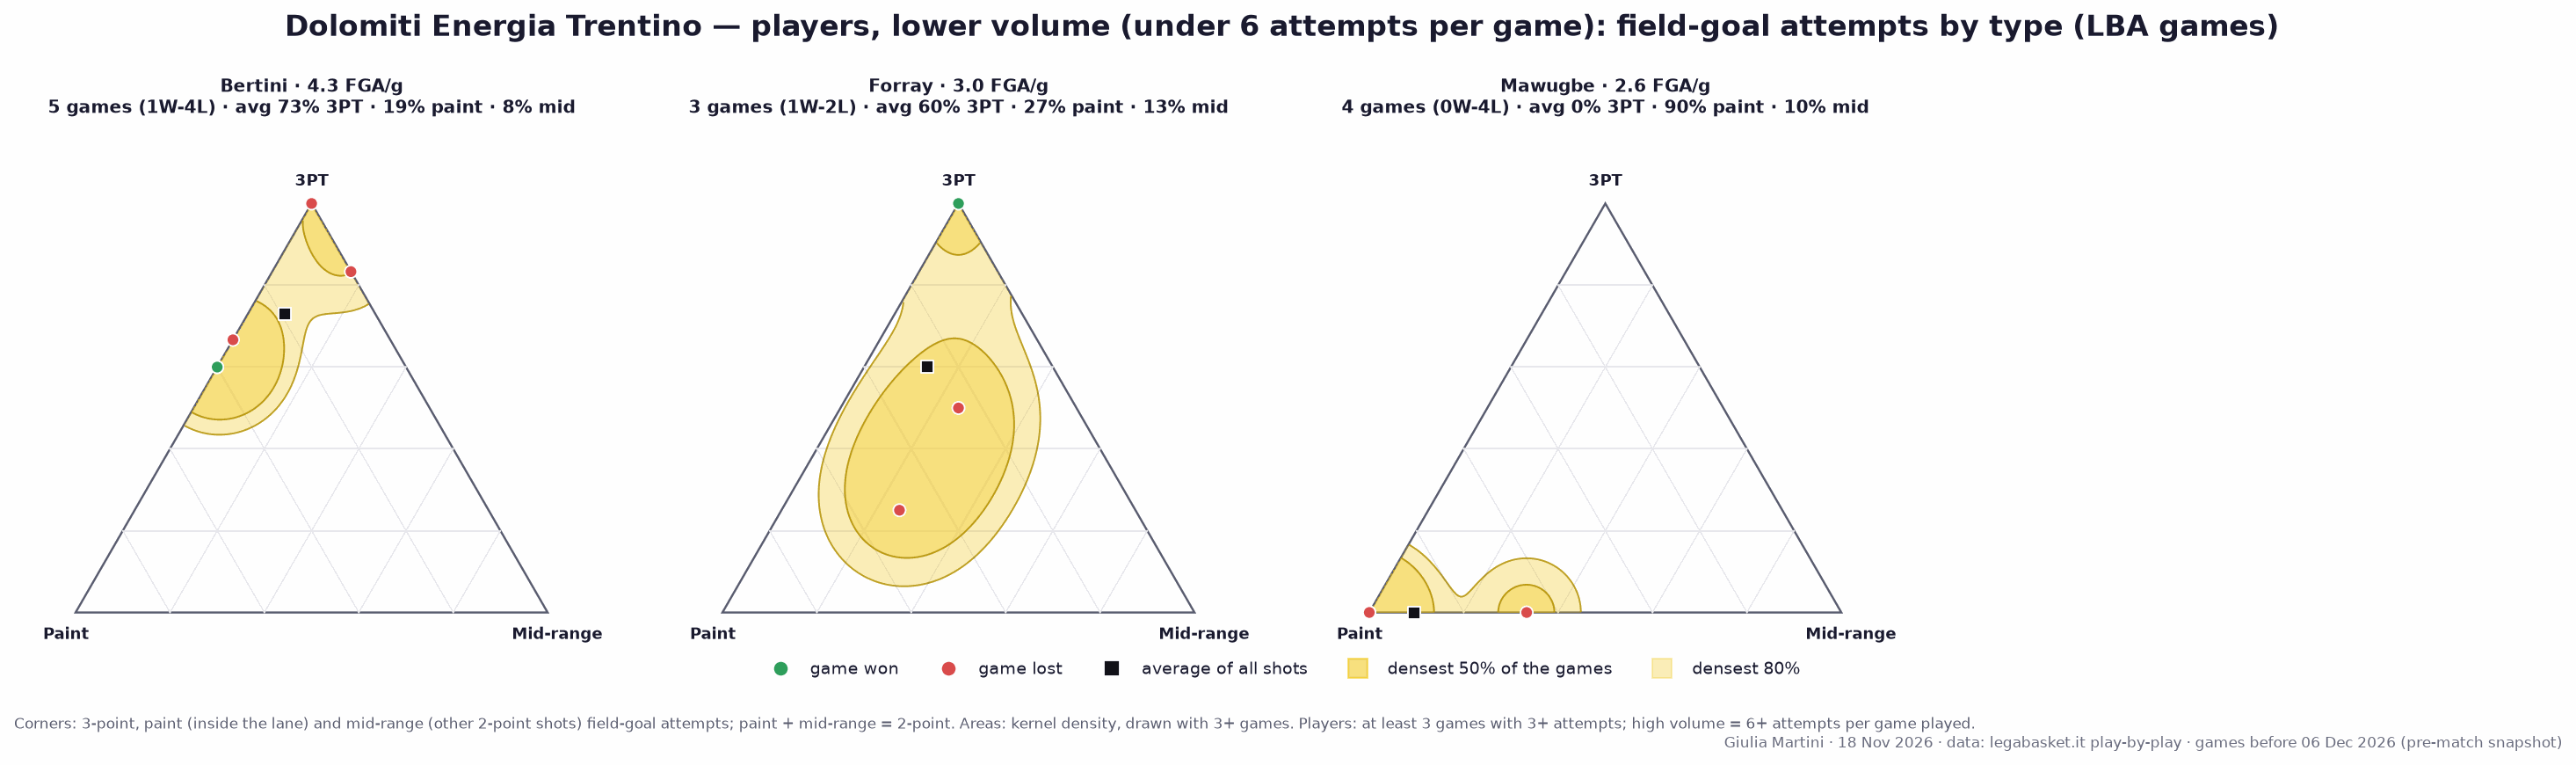 Dolomiti Energia Trentino — players, lower volume (under 6 attempts per game): field-goal attempts by type (LBA games)
Bertini · 4.3 FGA/g
5 games (1W-4L) · avg 73% 3PT · 19% paint · 8% mid
Forray · 3.0 FGA/g
3 games (1W-2L) · avg 60% 3PT · 27% paint · 13% mid
Mawugbe · 2.6 FGA/g
4 games (0W-4L) · avg 0% 3PT · 90% paint · 10% mid
3PT
3PT
3PT
Paint
Mid-range
Paint
Mid-range
Paint
Mid-range
game won
game lost
average of all shots
densest 50% of the games
densest 80%
Corners: 3-point, paint (inside the lane) and mid-range (other 2-point shots) field-goal attempts; paint + mid-range = 2-point. Areas: kernel density, drawn with 3+ games. Players: at least 3 games with 3+ attempts; high volume = 6+ attempts per game played.
Giulia Martini · 18 Nov 2026 · data: legabasket.it play-by-play · games before 06 Dec 2026 (pre-match snapshot)